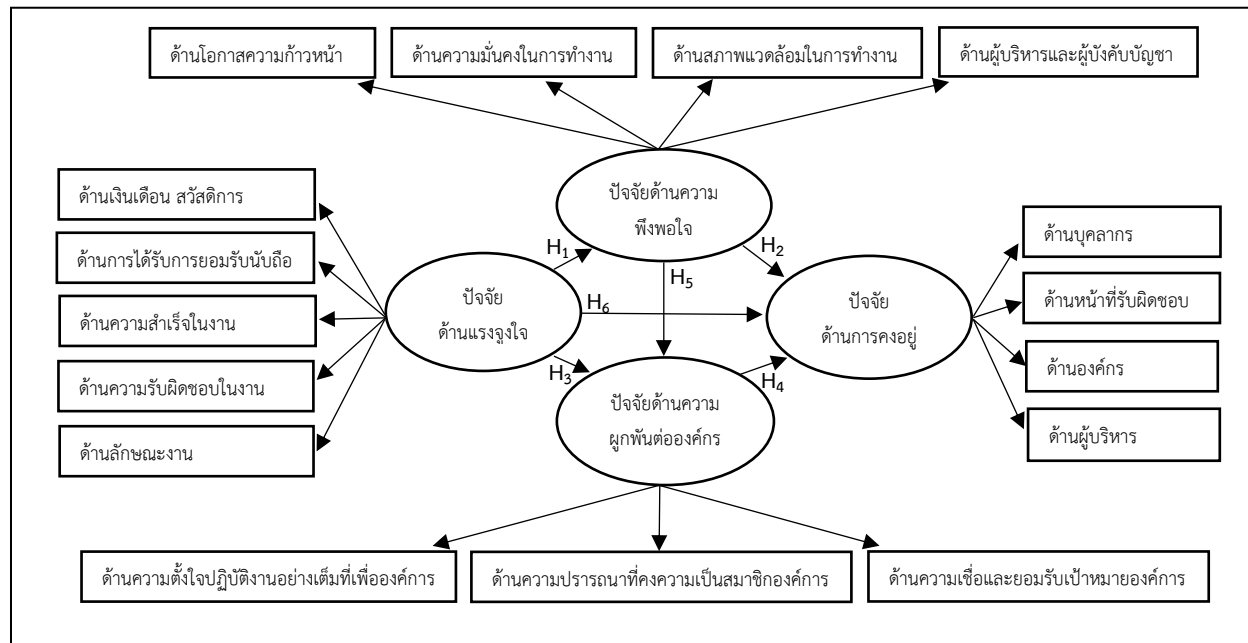 ด้านโอกาสความก้าวหน้า
ด้านความมั่นคงในการทำงาน
ด้านสภาพแวดล้อมในการทำงาน
ด้านผู้บริหารและผู้บังคับบัญชา
ปัจจัยด้านความ
พึงพอใจ
ด้านเงินเดือน สวัสดิการ
ด้านการได้รับการยอมรับนับถือ
ด้านความสำเร็จในงาน
ด้านความรับผิดชอบในงาน
ด้านลักษณะงาน
ปัจจัย
ด้านแรงจูงใจ
H1
H2
H5
H6
H3
H4
ปัจจัย
ด้านการคงอยู่
ด้านบุคลากร
ด้านหน้าที่รับผิดชอบ
ด้านองค์กร
ด้านผู้บริหาร
ปัจจัยด้านความ
ผูกพันต่อองค์กร
ด้านความตั้งใจปฏิบัติงานอย่างเต็มที่เพื่อองค์การ
ด้านความปรารถนาที่คงความเป็นสมาชิกองค์การ
ด้านความเชื่อและยอมรับเป้าหมายองค์การ